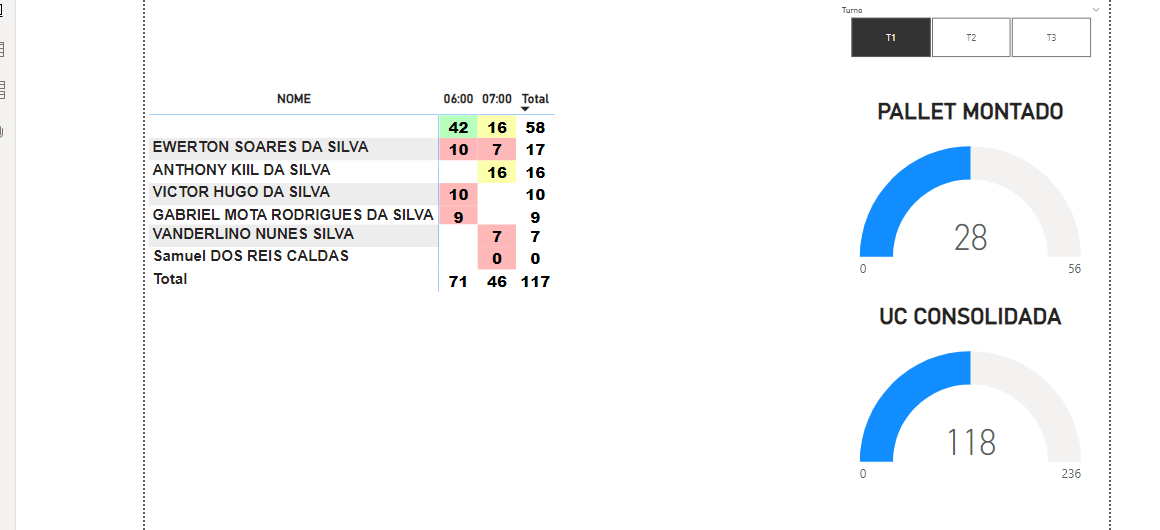 Turno
T1 T2 T3
NOME 06:00 07:00 Total
42 16 58
EWERTON SOARES DA SILVA 10 7 17
ANTHONY KIIL DA SILVA 16 16
VICTOR HUGO DA SILVA 10 10
GABRIEL MOTA RODRIGUES DA SILVA 9 9
VANDERLINO NUNES SILVA 7 7
Samuel DOS REIS CALDAS 0 0
Total 71 46 117
PALLET MONTADO
28
0 56
UC CONSOLIDADA
118
0 236